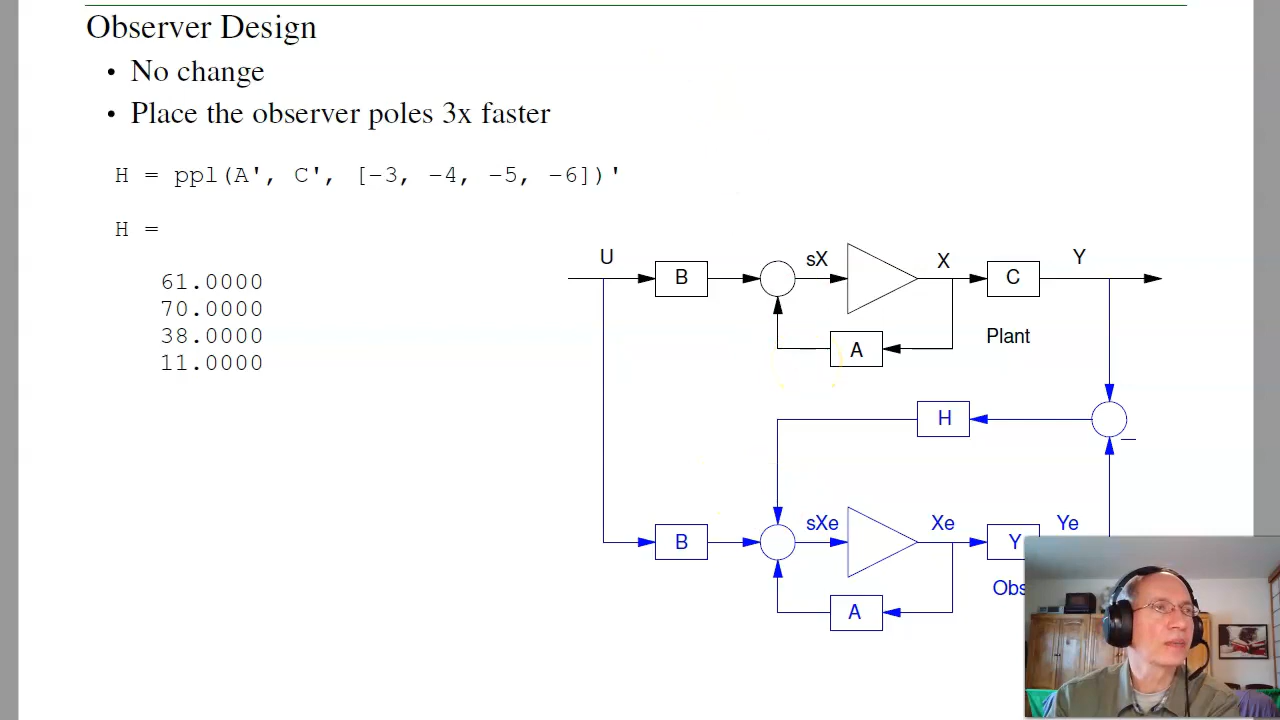 Observer Design
• No change
• Place the observer poles 3x faster
H = ppl(A', C', [-3, -4, -5, -6])'
H =
61.0000
70.0000
38.0000
11.0000
U
B
sX
X
C
Y
A
Plant
H
B
sXe
Xe
Y
Ye
A